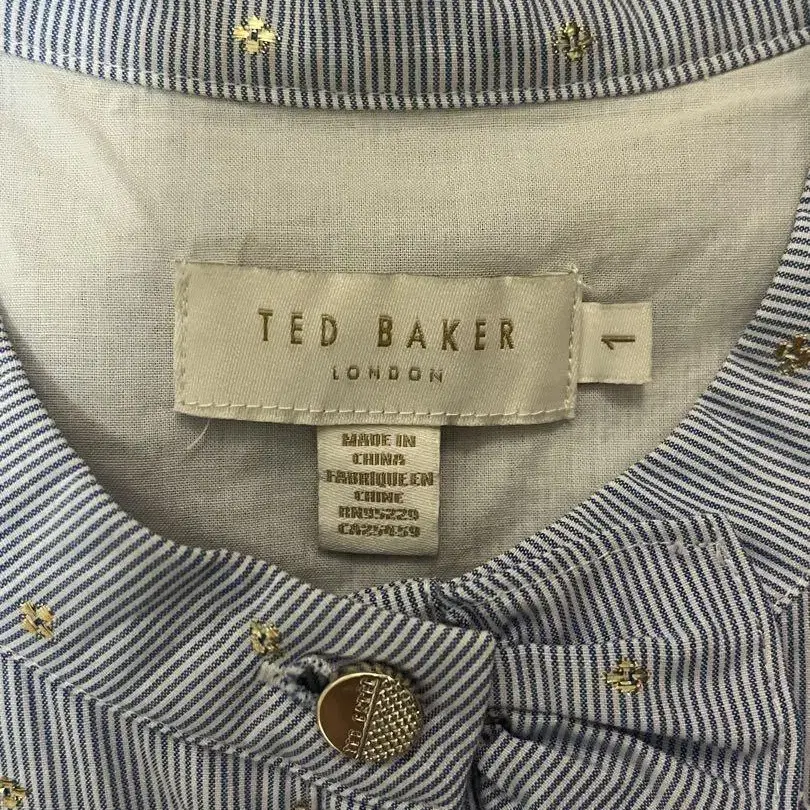 TED BAKER
LONDON
1
MADE IN
CHINA
FABRIQUE EN
CHINE
RN95229
CA25459